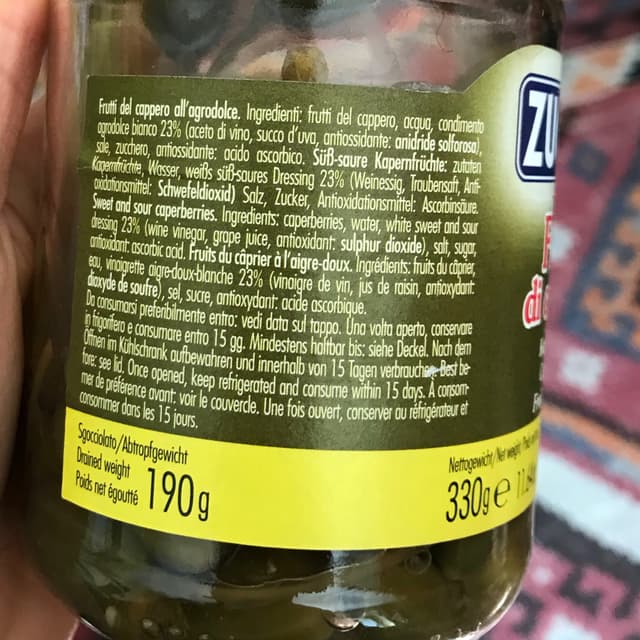 Frutti del cappero all'agrodolce. Ingredienti: frutti del cappero, acqua, condimento
agrodolce bianco 23% (aceto di vino, succo d'uva, antiossidante: anidride solforosa),
sale, zucchero, antiossidante: acido ascorbico. Süß-saure Kapernfrüchte: zutaten
Kapernfrüchte, Wasser, weißs süß-saures Dressing 23% (Weinessig, Traubensaft, Anti-
oxidationsmittel: Schwefeldioxid) Salz, Zucker, Antioxidationsmittel: Ascorbinsäure.
Sweet and sour caperberries. Ingredients: caperberries, water, white sweet and sour
dressing 23% (wine vinegar, grape juice, antioxidant: sulphur dioxide), salt, sugar,
antioxidant: ascorbic acid. Fruits du câprier à l'aigre-doux. Ingrédients: fruits du câprier,
eau, vinaigrette aigre-doux-blanche 23% (vinaigre de vin, jus de raisin, antioxydant:
dioxyde de soufre), sel, sucre, antioxydant: acide ascorbique.
Da consumarsi preferibilmente entro: vedi data sul tappo. Una volta aperto, conservare
in frigorifero e consumare entro 15 gg. Mindestens haltbar bis: siehe Deckel. Nach dem
Öffnen im Kühlschrank aufbewahren und innerhalb von 15 Tagen verbrauchen. Best be-
fore: see lid. Once opened, keep refrigerated and consume within 15 days. À consom-
mer de préférence avant: voir le couvercle. Une fois ouvert, conserver au réfrigérateur et
consommer dans les 15 jours.
Sgocciolato/Abtropfgewicht
Drained weight
Poids net égoutté 190g
Nettogewicht/Net weight
330g e
ZU
di